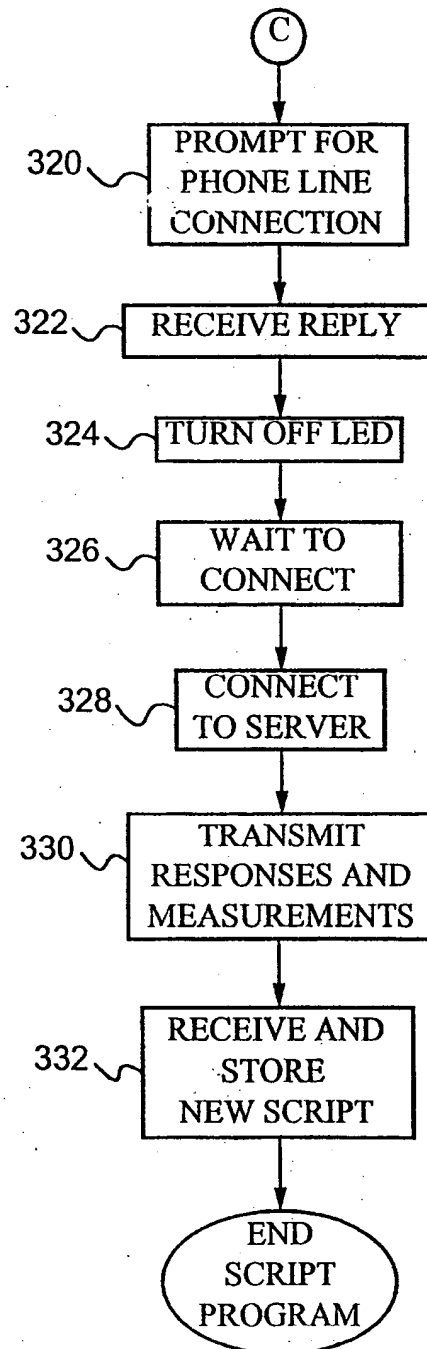 C
320
PROMPT FOR
PHONE LINE
CONNECTION
322
RECEIVE REPLY
324
TURN OFF LED
326
WAIT TO
CONNECT
328
CONNECT
TO SERVER
330
TRANSMIT
RESPONSES AND
MEASUREMENTS
332
RECEIVE AND
STORE
NEW SCRIPT
END
SCRIPT
PROGRAM